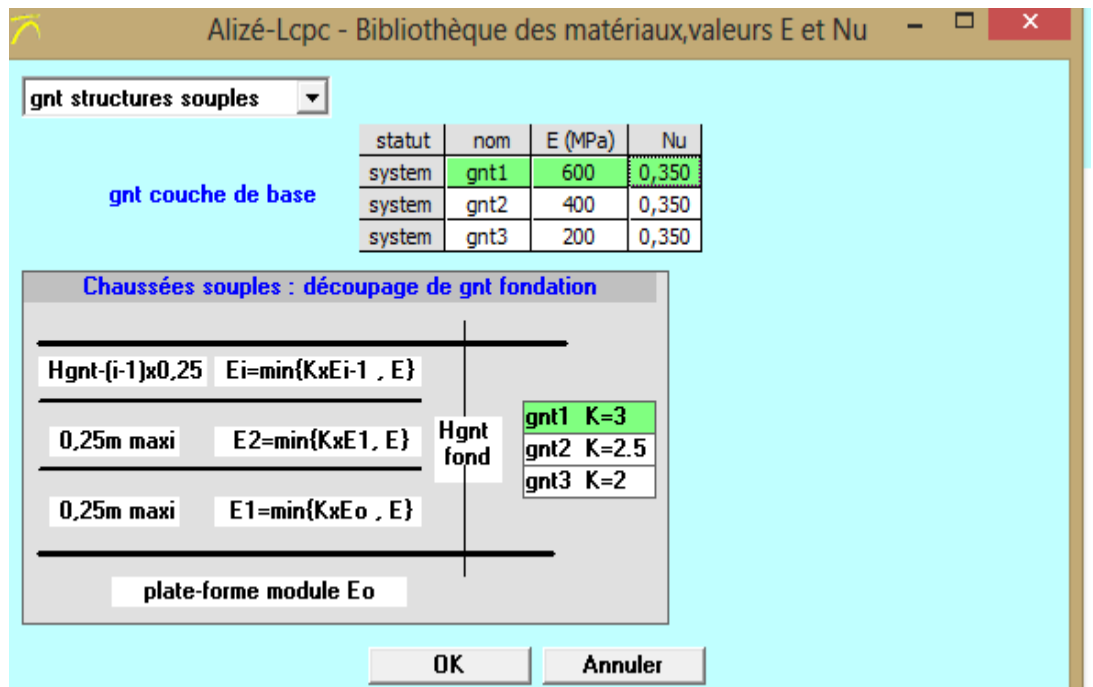 Alizé-Lcpc - Bibliothèque des matériaux,valeurs E et Nu
gnt structures souples
statut nom E (MPa) Nu
system gnt1 600 0,350
gnt couche de base
system gnt2 400 0,350
system gnt3 200 0,350
Chaussées souples : découpage de gnt fondation
Hgnt-(i-1)x0,25 Ei=min{KxEi-1 , E}
0,25m maxi E2=min{KxE1, E}
Hgnt
fond
gnt1 K=3
gnt2 K=2.5
gnt3 K=2
0,25m maxi E1=min{KxEo , E}
plate-forme module Eo
OK Annuler